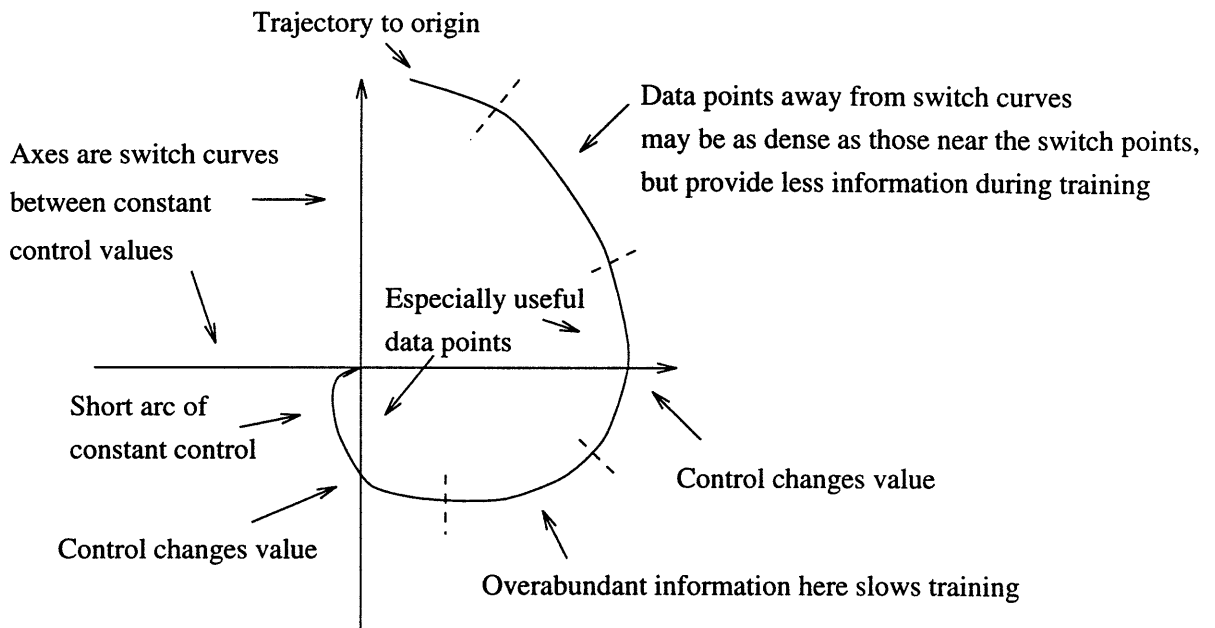 Trajectory to origin
Data points away from switch curves
may be as dense as those near the switch points,
but provide less information during training
Axes are switch curves
between constant
control values
Especially useful
data points
Short arc of
constant control
Control changes value
Control changes value
Overabundant information here slows training